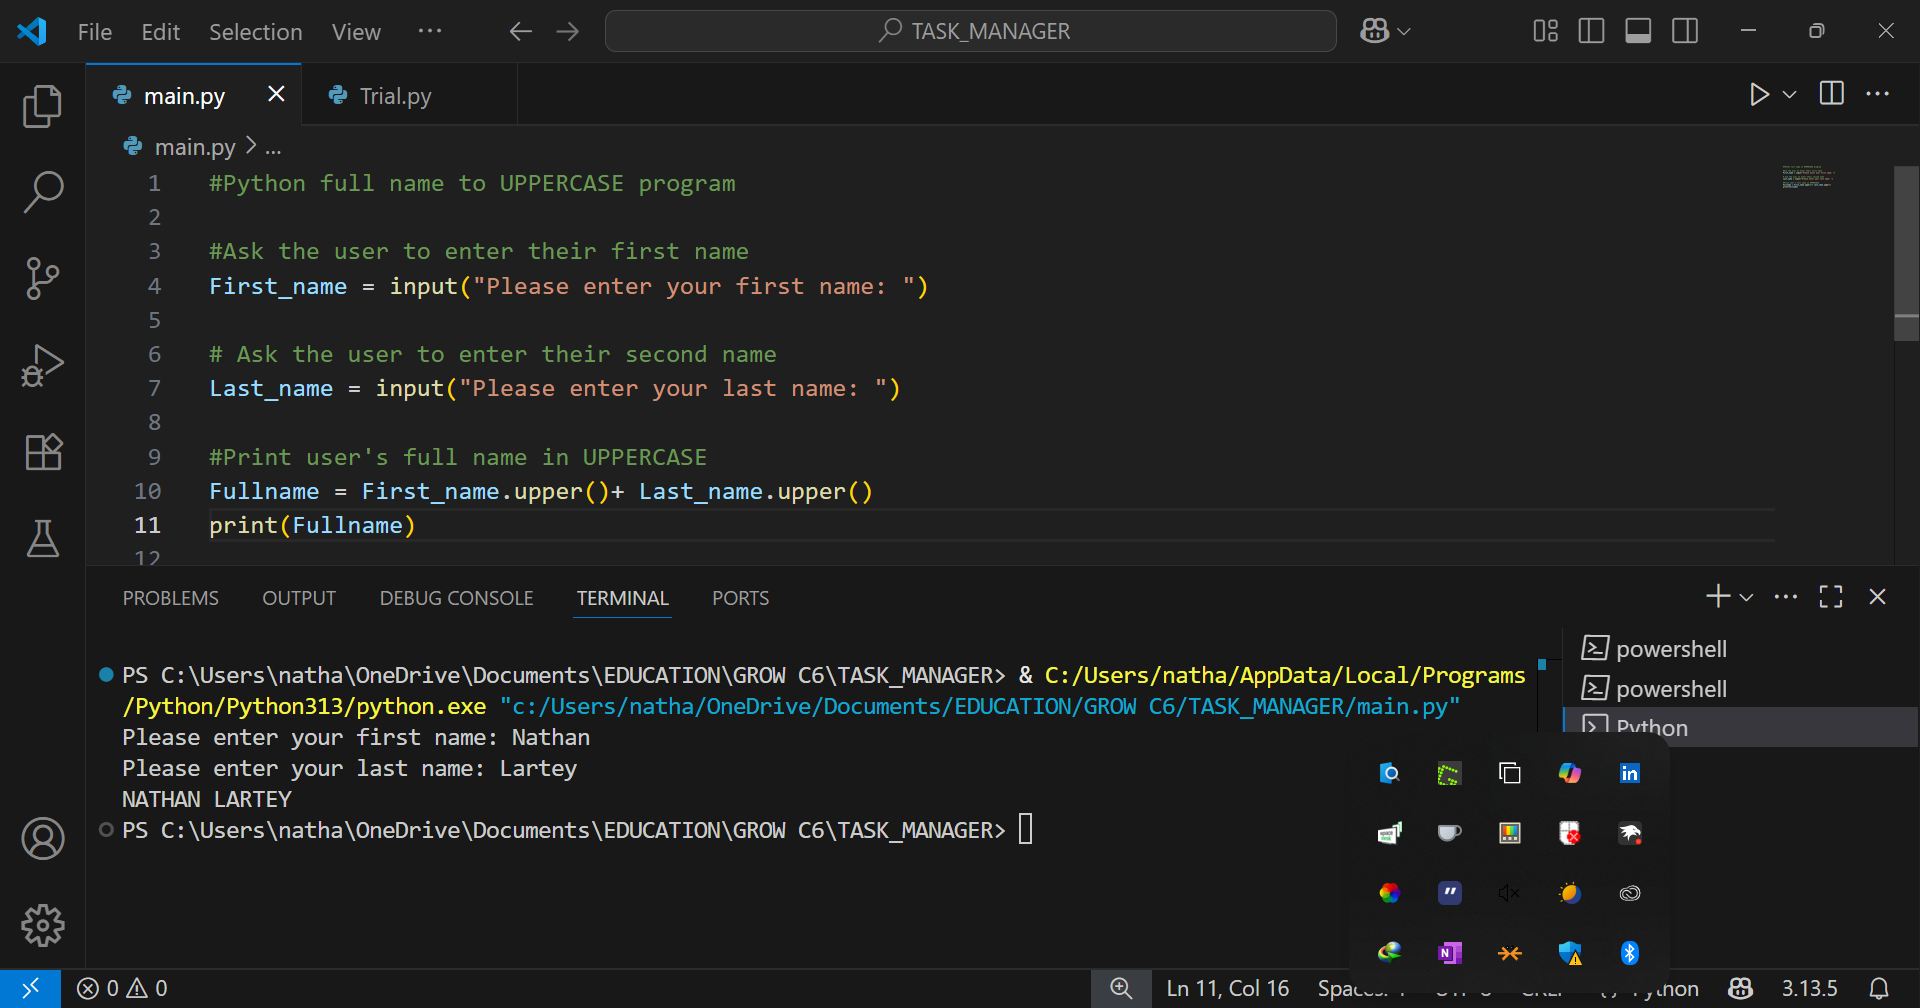 File Edit Selection View ··· TASK_MANAGER
main.py Trial.py
main.py > ...
1 #Python full name to UPPERCASE program
2
3 #Ask the user to enter their first name
4 First_name = input("Please enter your first name: ")
5
6 # Ask the user to enter their second name
7 Last_name = input("Please enter your last name: ")
8
9 #Print user's full name in UPPERCASE
10 Fullname = First_name.upper()+ Last_name.upper()
11 print(Fullname)
12
PROBLEMS OUTPUT DEBUG CONSOLE TERMINAL PORTS
PS C:\Users\natha\OneDrive\Documents\EDUCATION\GROW C6\TASK_MANAGER> & C:/Users/natha/AppData/Local/Programs
/Python/Python313/python.exe "c:/Users/natha/OneDrive/Documents/EDUCATION/GROW C6/TASK_MANAGER/main.py"
Please enter your first name: Nathan
Please enter your last name: Lartey
NATHAN LARTEY
PS C:\Users\natha\OneDrive\Documents\EDUCATION\GROW C6\TASK_MANAGER>
powershell
powershell
Python
in
N
0 0 Ln 11, Col 16 3.13.5